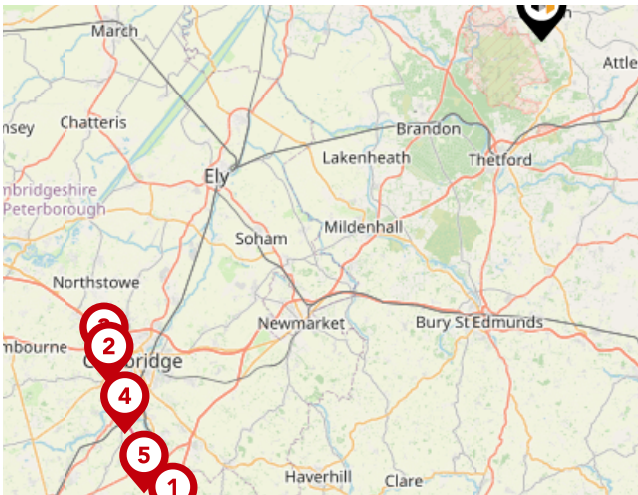 March
Attle
nsey
Chatteris
Brandon
Lakenheath
Thetford
Ely
mbridgeshire
Peterborough
Mildenhall
Soham
Northstowe
Newmarket
Bury St Edmunds
mbourne
2
C bridge
4
5
1
Haverhill
Clare